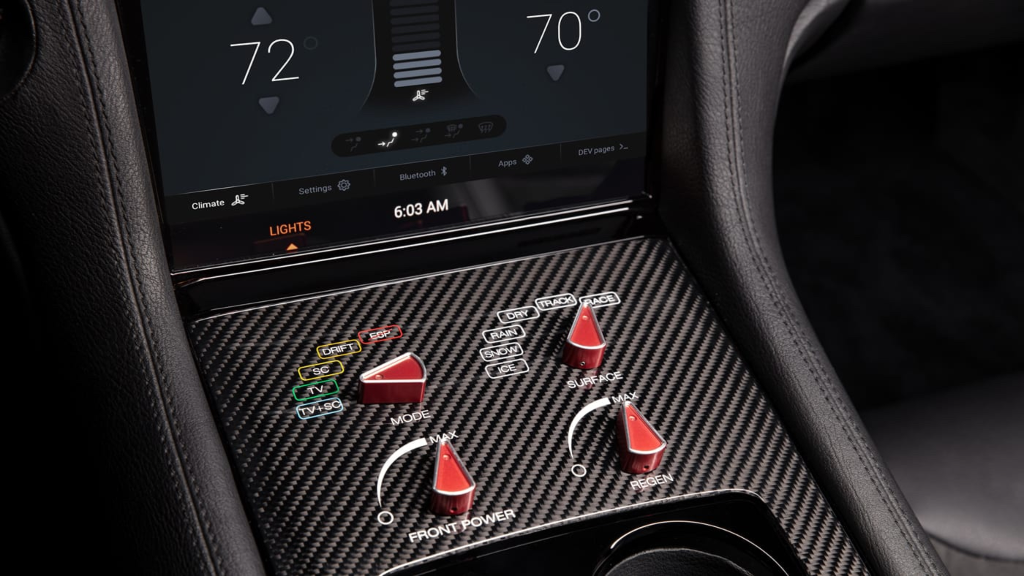 72°
70°
Climate
Settings
Bluetooth
Apps
DEV pages >_
LIGHTS
6:03 AM
ESP
DRIFT
SC
TV
TV+SC
MODE
RACE
TRACK
DRY
RAIN
SNOW
ICE
SURFACE
MAX
FRONT POWER
MAX
REGEN